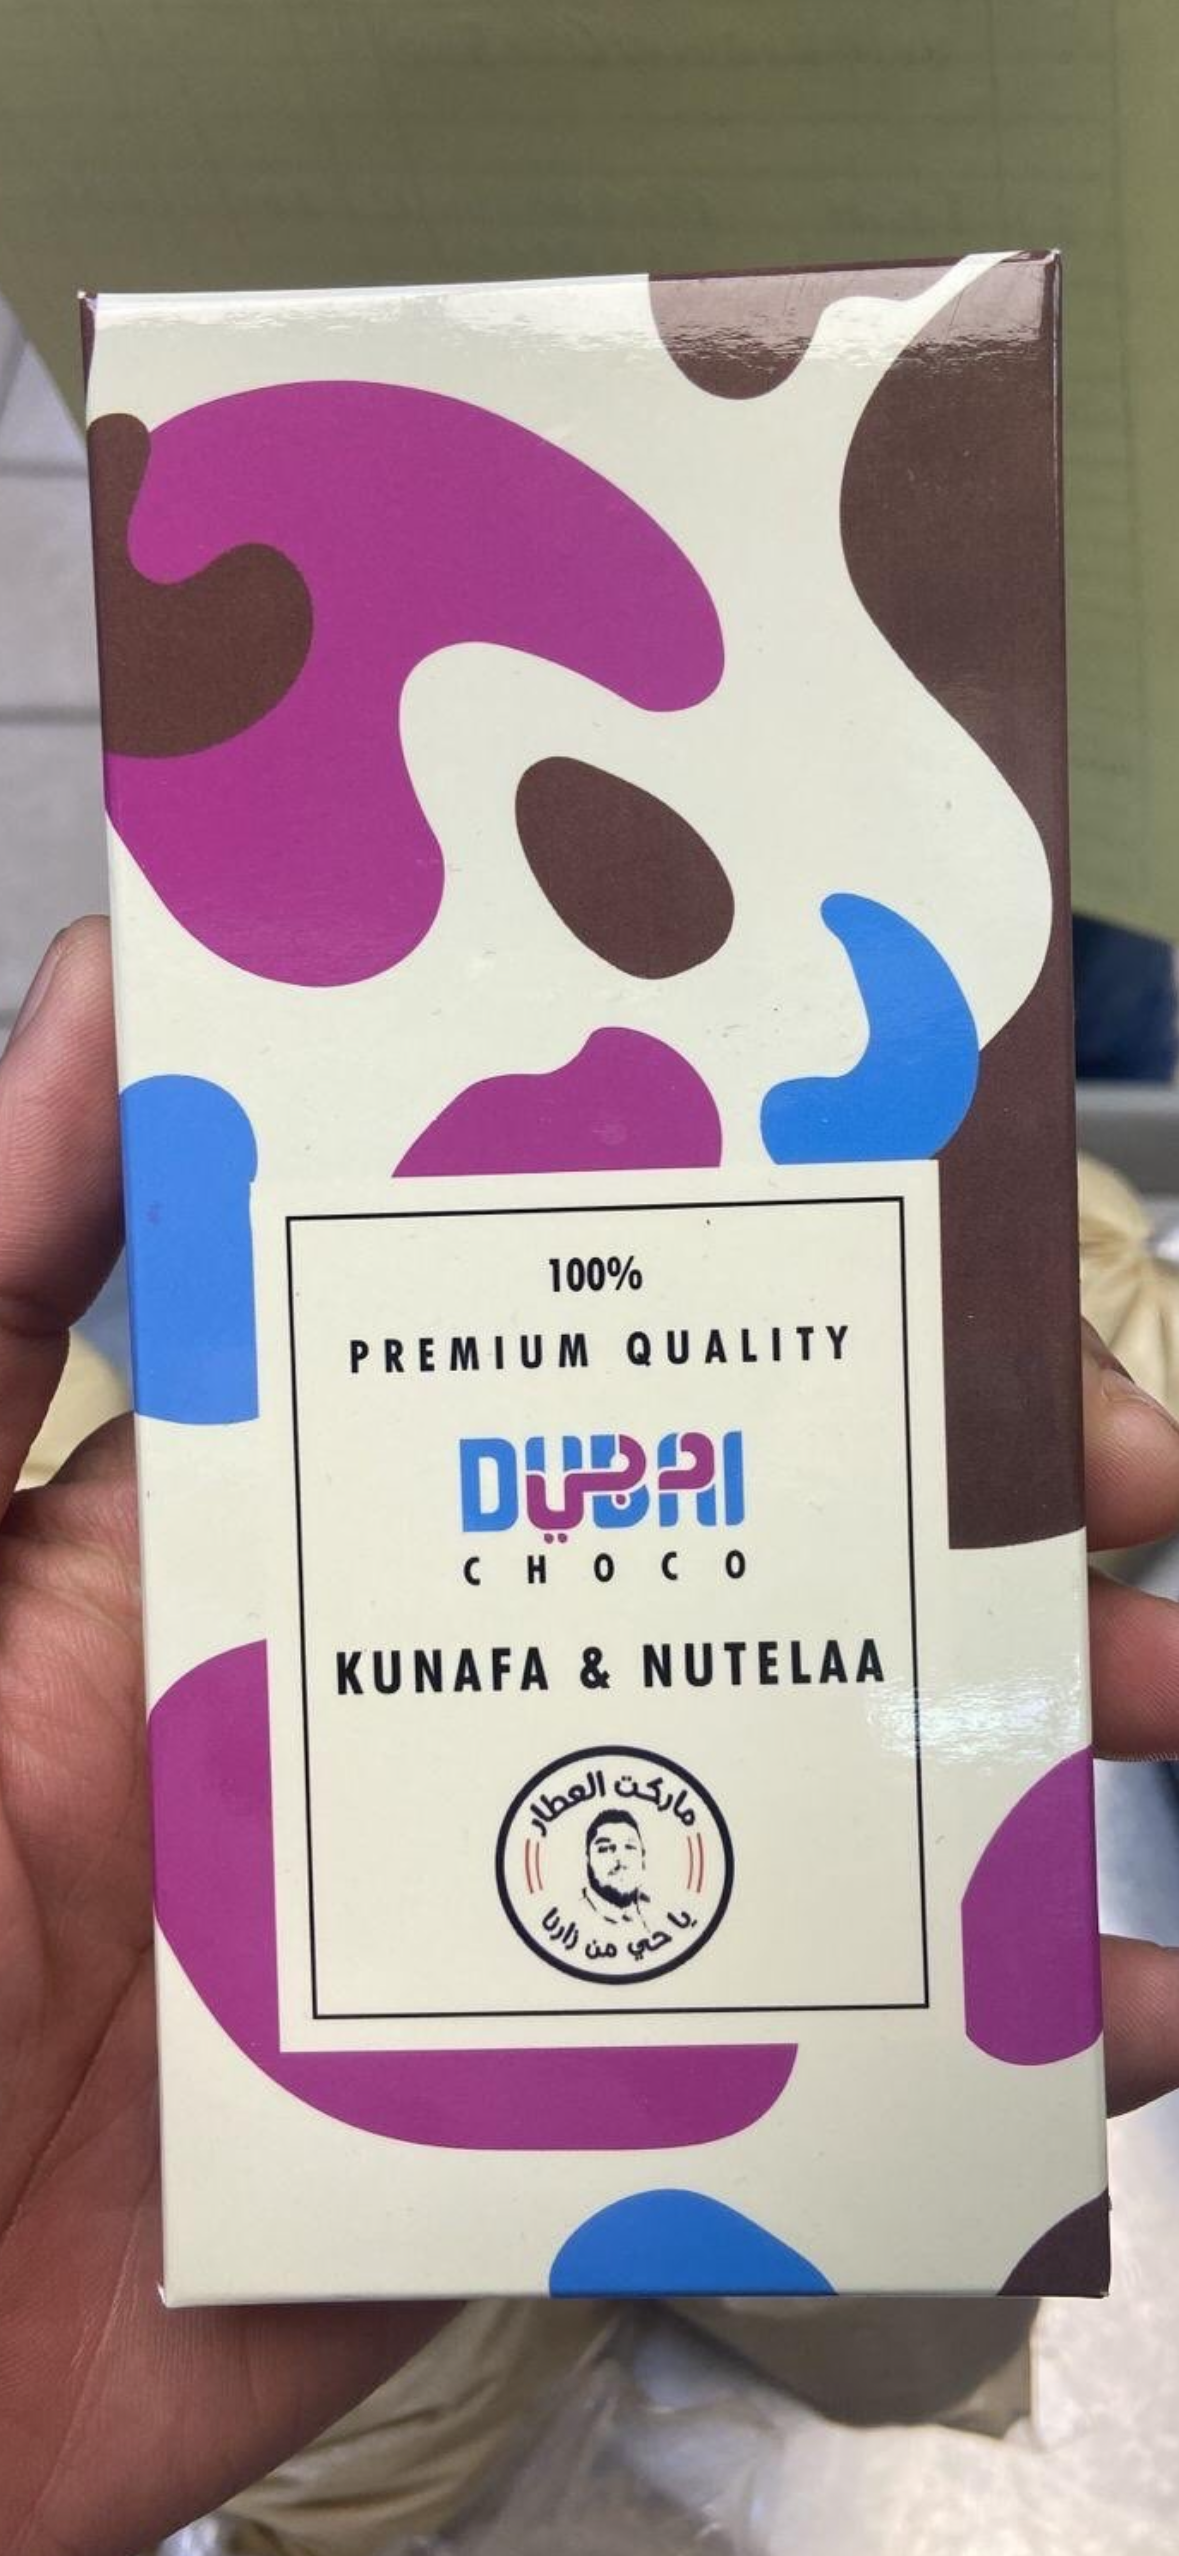 100%
PREMIUM QUALITY
DUBAI
دبي
CHOCO
KUNAFA & NUTELAA
ماركت العطار
يا حي من زارنا